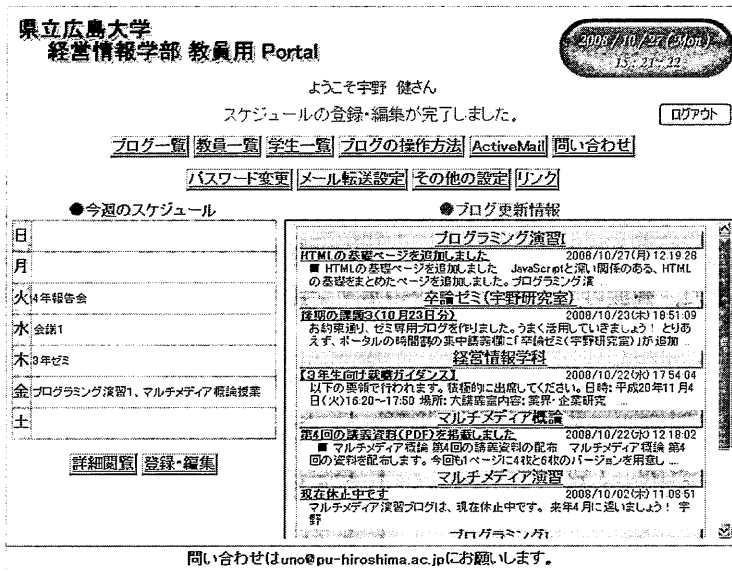 県立広島大学
経営情報学部 教員用 Portal
2008/10/27(Mon)
15:21:22
ようこそ宇野 健さん
スケジュールの登録・編集が完了しました。
ログアウト
ブログ一覧 教員一覧 学生一覧 ブログの操作方法 ActiveMail 問い合わせ
パスワード変更 メール転送設定 その他の設定 リンク
●今週のスケジュール
日
月
火 4年報告会
水 会議1
木 3年ゼミ
金 プログラミング演習1、マルチメディア概論授業
土
詳細閲覧 登録・編集
●ブログ更新情報
プログラミング演習I
HTMLの基礎ページを追加しました 2008/10/27(月) 12:19:28
■ HTMLの基礎ページを追加しました JavaScriptと深い関係のある、HTML
の基礎をまとめたページを追加しました。プログラミング演 ...
卒論ゼミ(宇野研究室)
後期の課題3(10月23日分) 2008/10/23(木) 18:51:09
お約束通り、ゼミ専用ブログを作りました。うまく活用していきましょう! とりあ
えず、ポータルの時間割の集中講義欄に「卒論ゼミ(宇野研究室)」が追加 ...
経営情報学科
【3年生向け就職ガイダンス】 2008/10/22(水) 17:54:04
以下の要領で行われます。積極的に出席してください。日時: 平成20年11月4
日(火)16:20~17:50 場所: 大講義室内容: 業界・企業研究 ...
マルチメディア概論
第4回の講義資料(PDF)を掲載しました 2008/10/22(水) 12:18:02
■ マルチメディア概論 第4回の講義資料の配布 マルチメディア概論 第4
回の資料を配布します。今回も1ページに4枚と6枚のバージョンを用意し ...
マルチメディア演習
現在休止中です 2008/10/02(木) 11:08:51
マルチメディア演習ブログは、現在休止中です。 来年4月に逢いましょう! 宇
野
プログラミングI
問い合わせはuno@pu-hiroshima.ac.jpにお願いします。